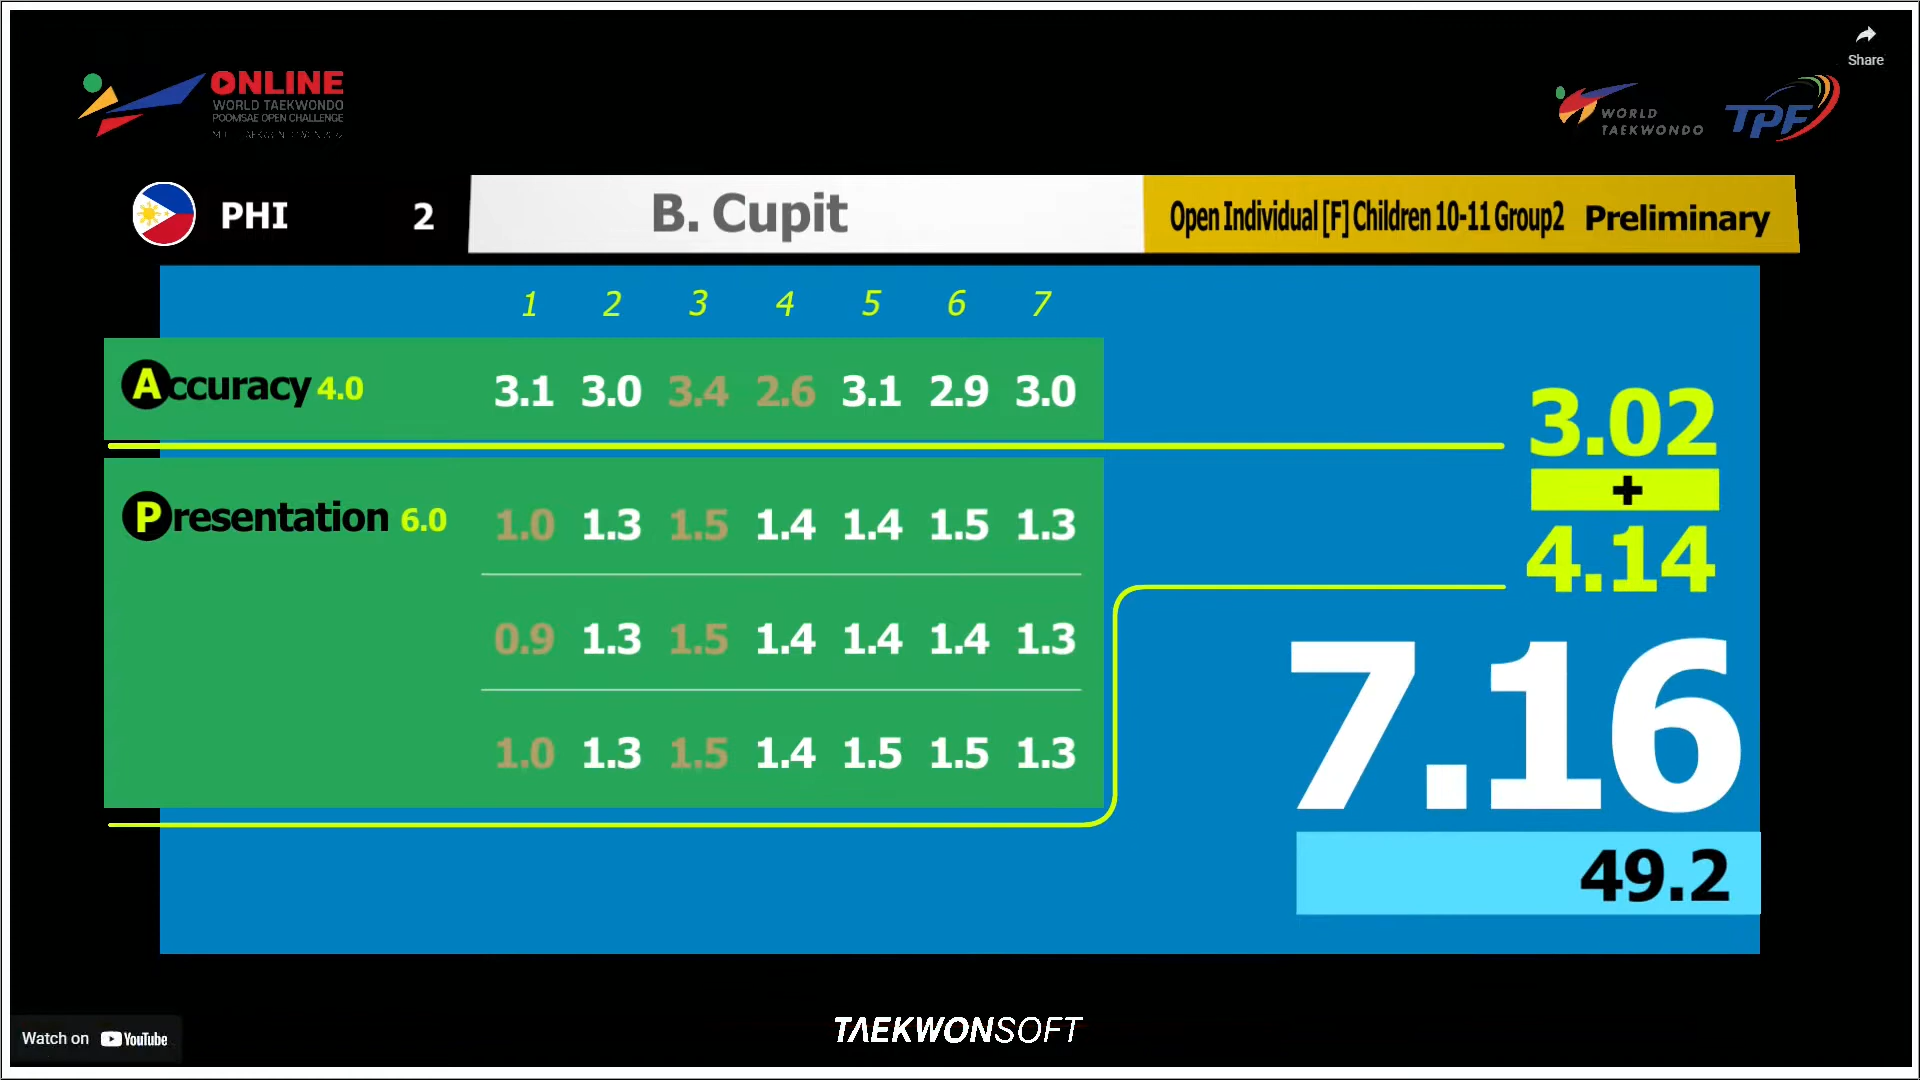 Share
ONLINE
WORLD TAEKWONDO
POOMSAE OPEN CHALLENGE
WORLD
TAEKWONDO
TPF
PHI 2 B. Cupit Open Individual [F] Children 10-11 Group2 Preliminary
1 2 3 4 5 6 7
Accuracy 4.0 3.1 3.0 3.4 2.6 3.1 2.9 3.0
3.02
+
4.14
Presentation 6.0 1.0 1.3 1.5 1.4 1.4 1.5 1.3
0.9 1.3 1.5 1.4 1.4 1.4 1.3
1.0 1.3 1.5 1.4 1.5 1.5 1.3
7.16
49.2
TAEKWONSOFT
Watch on YouTube